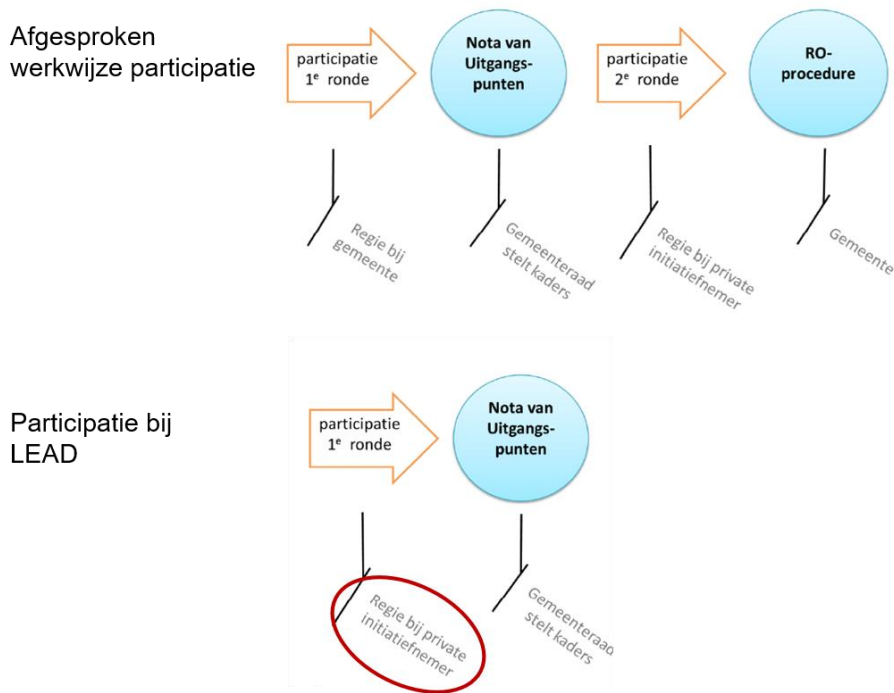 Afgesproken
werkwijze participatie
participatie
1e ronde
Nota van
Uitgangs-
punten
participatie
2e ronde
RO-
procedure
Regie bij
gemeente
Gemeenteraad
stelt kaders
Regie bij private
initiatiefnemer
Gemeente
Participatie bij
LEAD
participatie
1e ronde
Nota van
Uitgangs-
punten
Regie bij private
initiatiefnemer
Gemeenteraad
stelt kaders